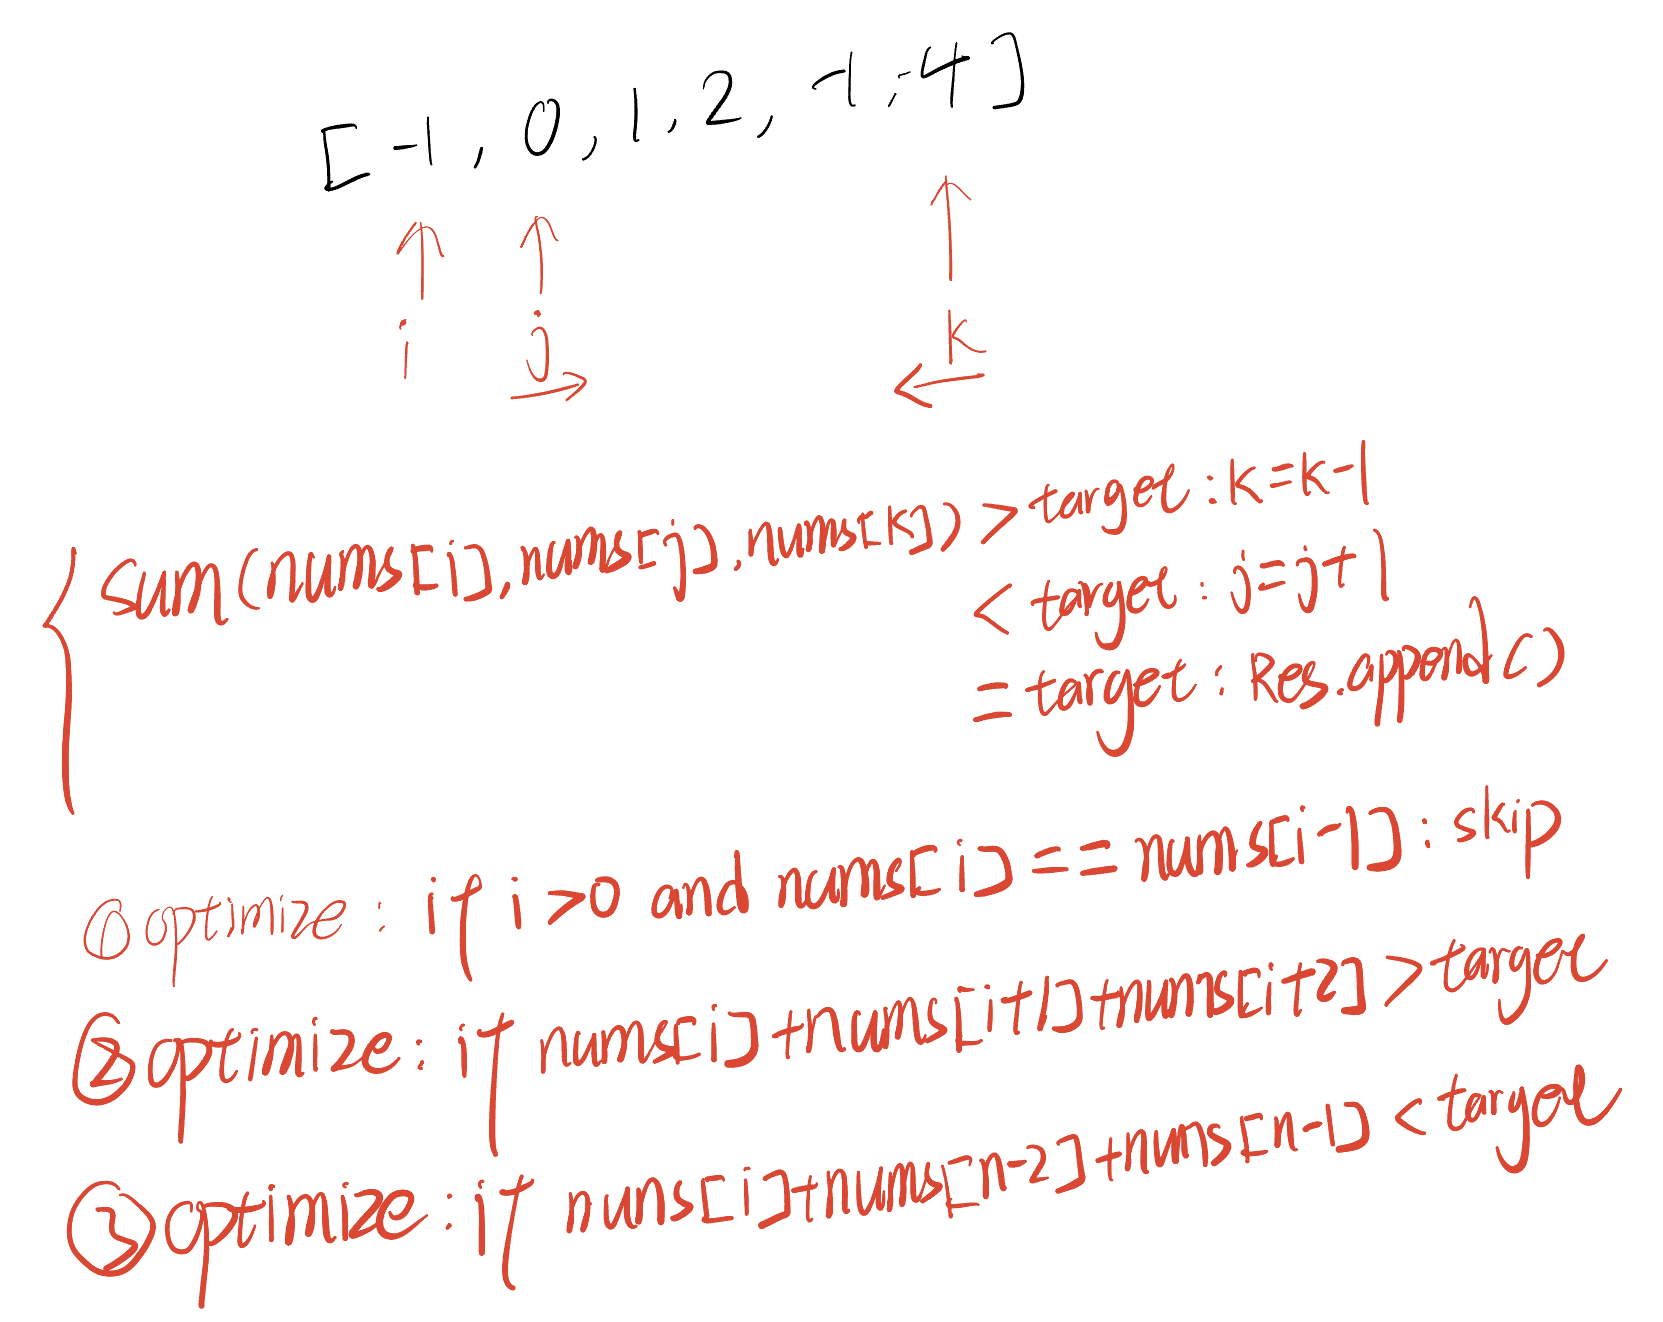 [-1, 0, 1, 2, -1, -4]
i j k
sum(nums[i], nums[j], nums[k]) > target : k=k-1
< target : j=j+1
= target : Res.append()
① optimize : if i>0 and nums[i] == nums[i-1] : skip
② optimize : if nums[i]+nums[i+1]+nums[i+2] > target
③ optimize : if nums[i]+nums[n-2]+nums[n-1] < target